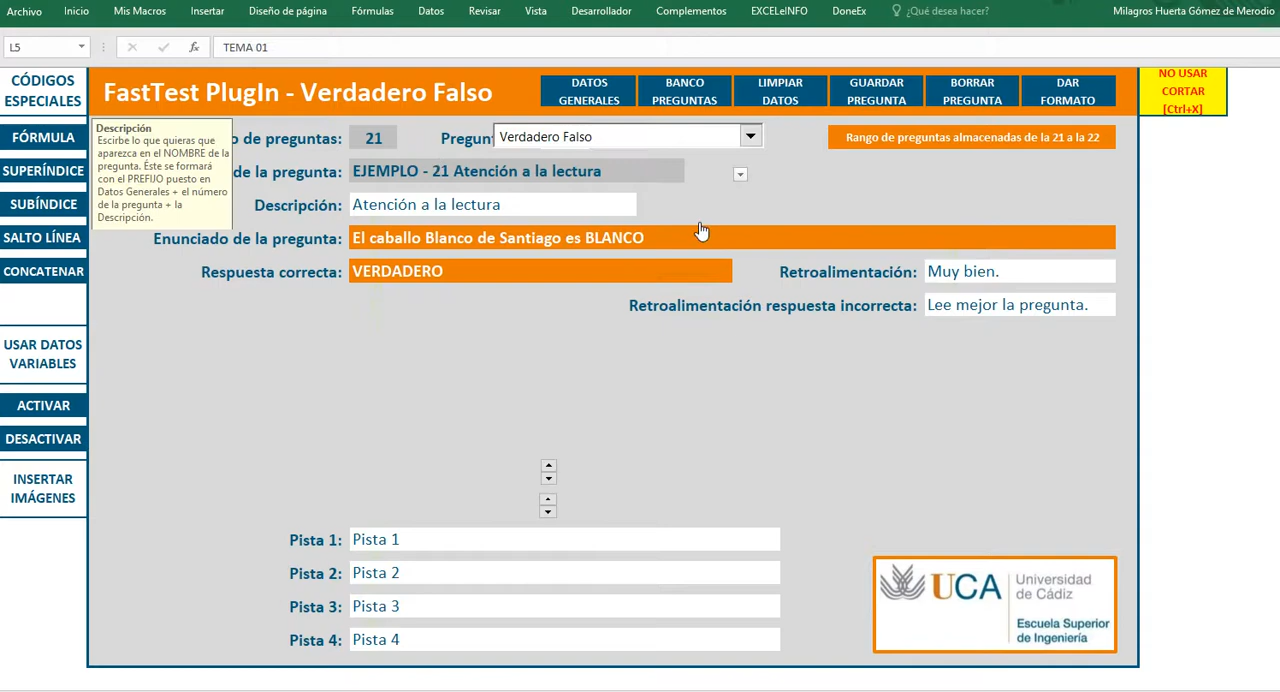 Archivo Inicio Mis Macros Insertar Diseño de página Fórmulas Datos Revisar Vista Desarrollador Complementos EXCELeINFO DoneEx ¿Qué desea hacer? Milagros Huerta Gómez de Merodio
L5 fx TEMA 01
CÓDIGOS
ESPECIALES
FÓRMULA
SUPERÍNDICE
SUBÍNDICE
SALTO LÍNEA
CONCATENAR
USAR DATOS
VARIABLES
ACTIVAR
DESACTIVAR
INSERTAR
IMÁGENES
FastTest PlugIn - Verdadero Falso
DATOS
GENERALES
BANCO
PREGUNTAS
LIMPIAR
DATOS
GUARDAR
PREGUNTA
BORRAR
PREGUNTA
DAR
FORMATO
NO USAR
CORTAR
[Ctrl+X]
Descripción
Escirbe lo que quieras que
aparezca en el NOMBRE de la
pregunta. Éste se formará
con el PREFIJO puesto en
Datos Generales + el número
de la pregunta + la
Descripción.
o de preguntas: 21 Pregun Verdadero Falso Rango de preguntas almacenadas de la 21 a la 22
de la pregunta: EJEMPLO - 21 Atención a la lectura
Descripción: Atención a la lectura
Enunciado de la pregunta: El caballo Blanco de Santiago es BLANCO
Respuesta correcta: VERDADERO Retroalimentación: Muy bien.
Retroalimentación respuesta incorrecta: Lee mejor la pregunta.
Pista 1: Pista 1
Pista 2: Pista 2
Pista 3: Pista 3
Pista 4: Pista 4
UCA
Universidad
de Cádiz
Escuela Superior
de Ingeniería